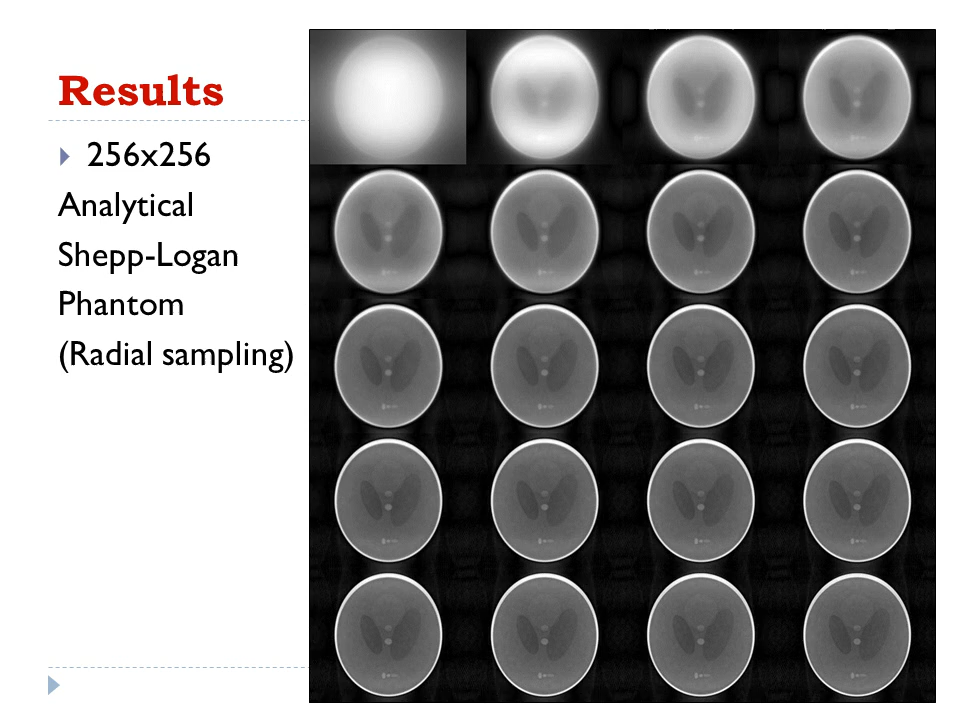 Results
256x256
Analytical
Shepp-Logan
Phantom
(Radial sampling)